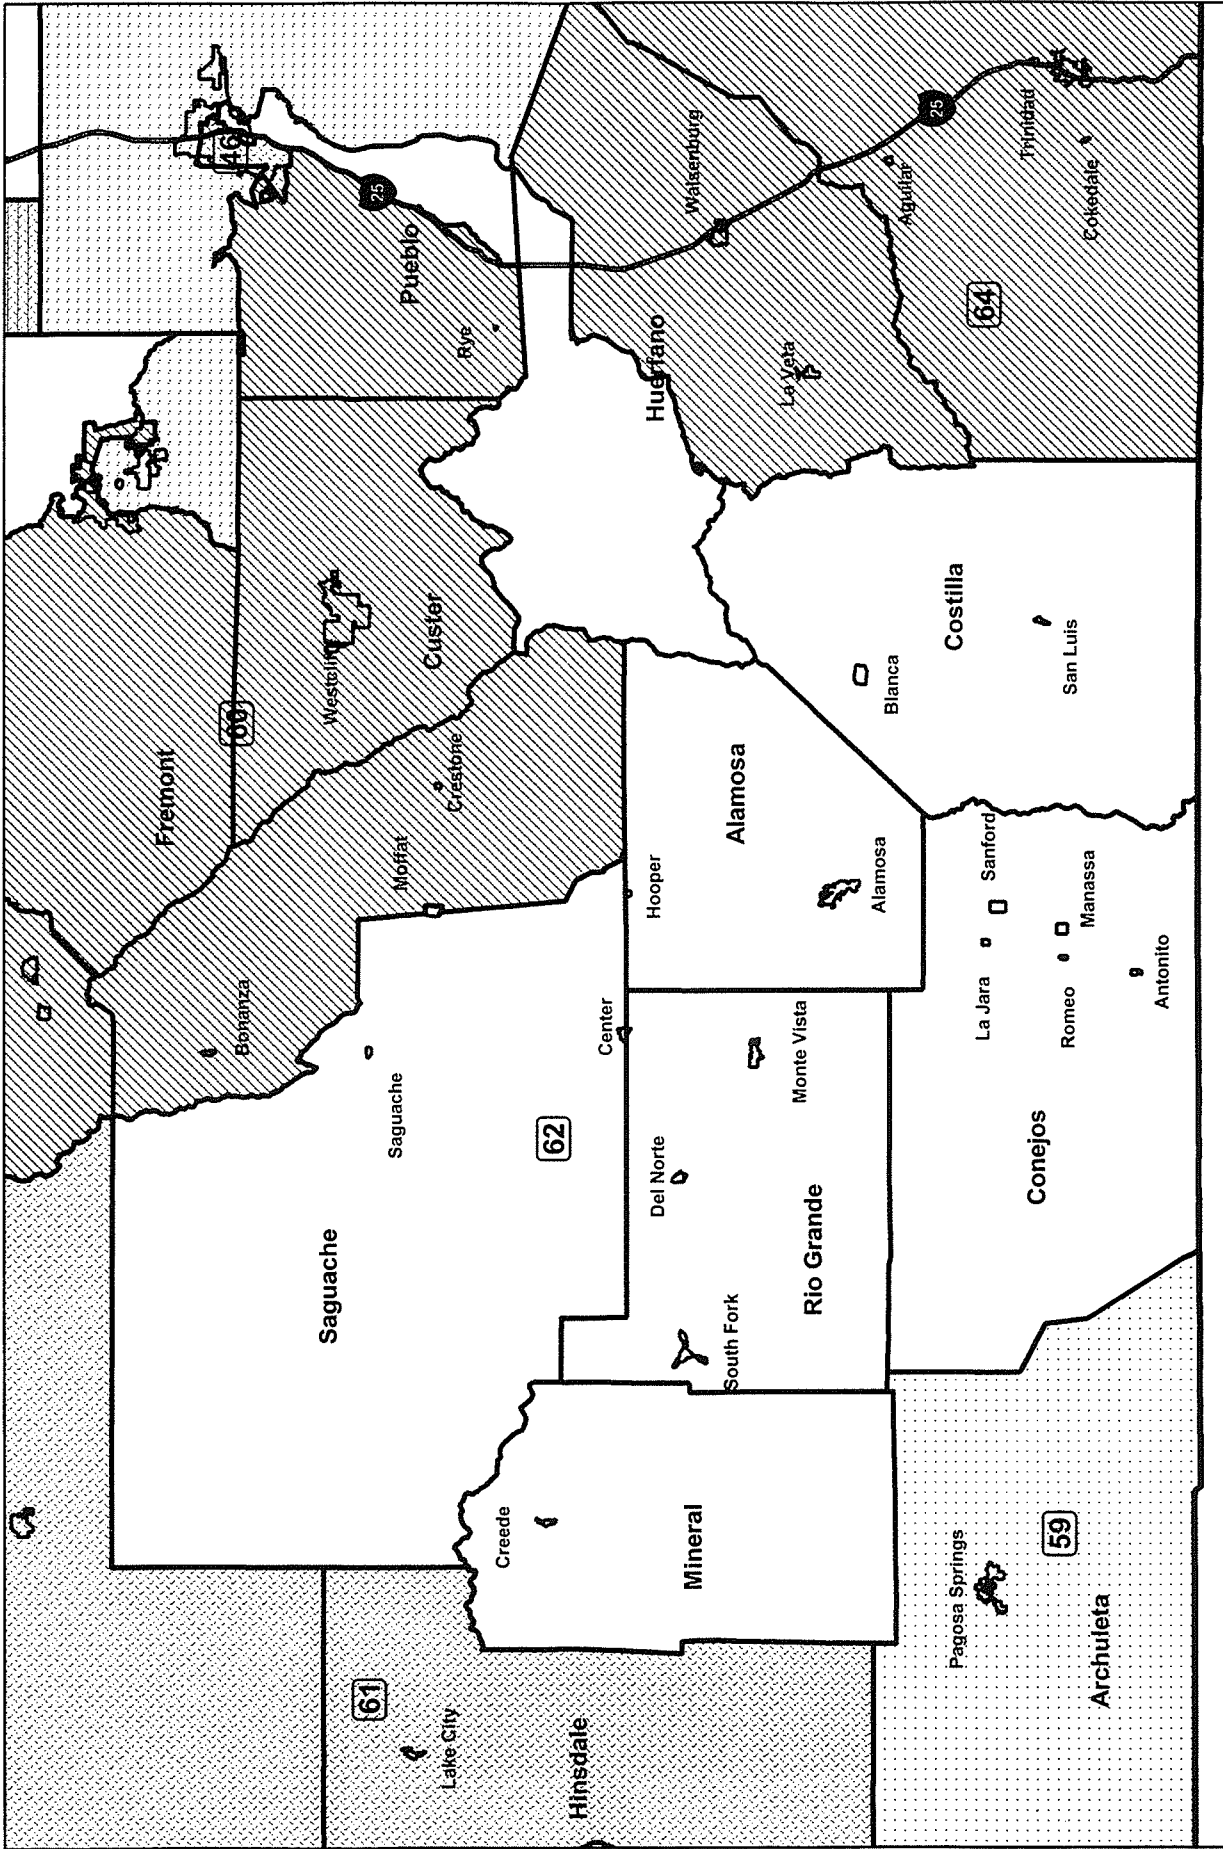 Fremont
46
25
Pueblo
Rye
60
Westcliffe
Custer
Moffat
Crestone
Bonanza
Saguache
Saguache
Center
62
Hooper
Alamosa
Alamosa
Huerfano
Walsenburg
La Veta
25
Aguilar
Trinidad
Cokedale
64
Costilla
Blanca
San Luis
Del Norte
Monte Vista
South Fork
Rio Grande
Creede
Mineral
61
Lake City
Hinsdale
Sanford
La Jara
Manassa
Romeo
Antonito
Conejos
Pagosa Springs
59
Archuleta